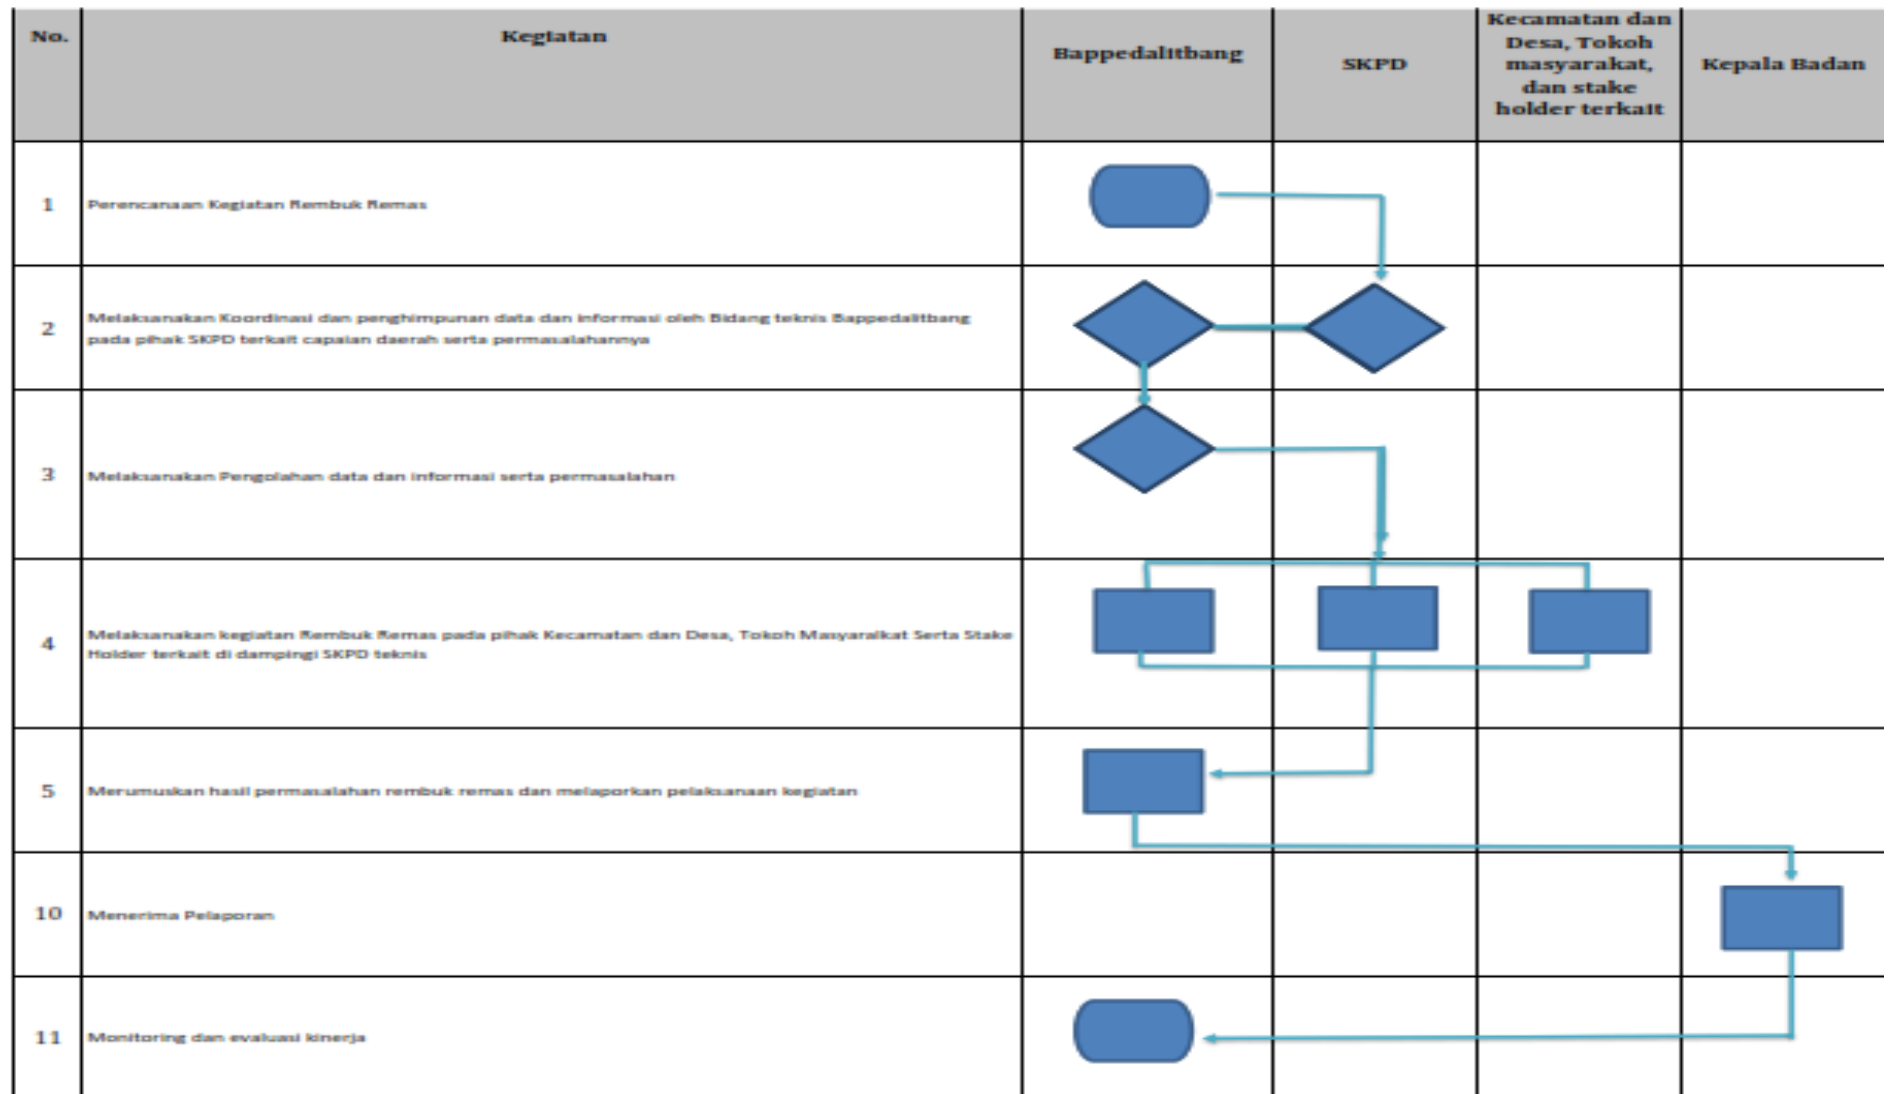 No.
Kegiatan
Bappedalitbang
SKPD
Kecamatan dan
Desa, Tokoh
masyarakat,
dan stake
holder terkait
Kepala Badan
1
Perencanaan Kegiatan Rembuk Remas
2
Melaksanakan Koordinasi dan penghimpunan data dan informasi oleh Bidang teknis Bappedalitbang
pada pihak SKPD terkait capaian daerah serta permasalahannya
3
Melaksanakan Pengolahan data dan informasi serta permasalahan
4
Melaksanakan kegiatan Rembuk Remas pada pihak Kecamatan dan Desa, Tokoh Masyaralkat Serta Stake
Holder terkait di dampingi SKPD teknis
5
Merumuskan hasil permasalahan rembuk remas dan melaporkan pelaksanaan kegiatan
10
Menerima Pelaporan
11
Monitoring dan evaluasi kinerja